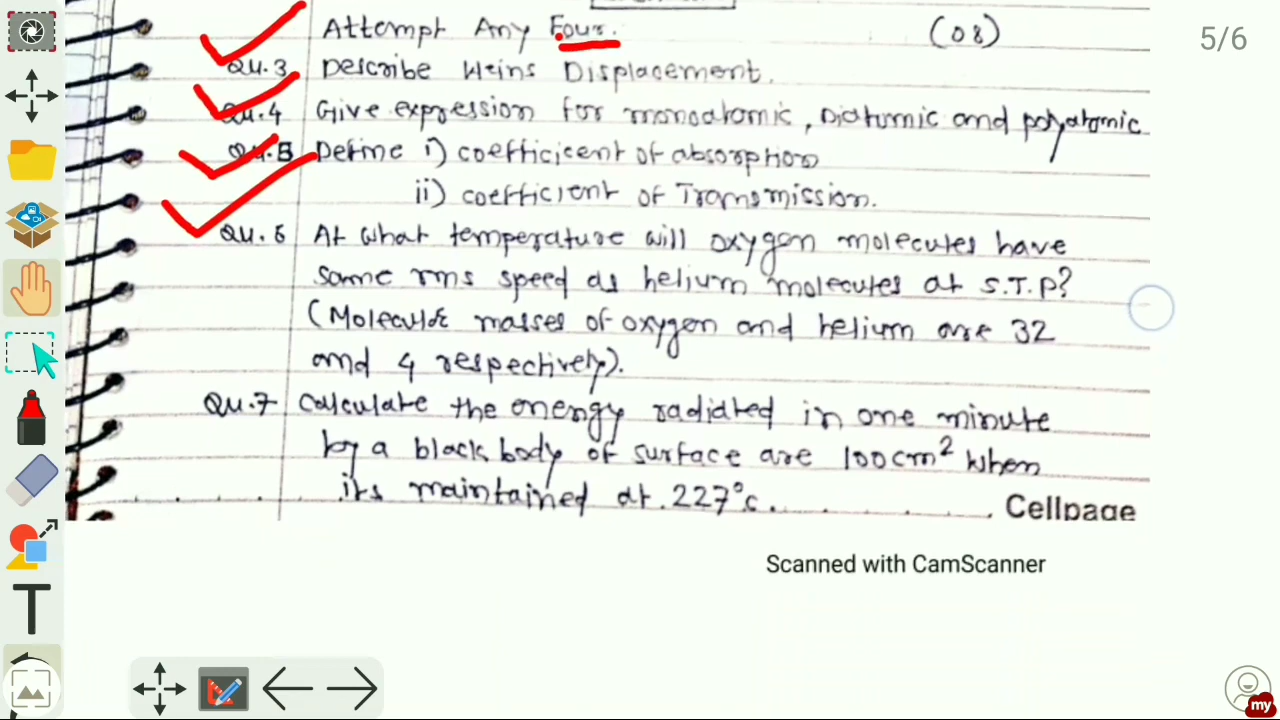 Attempt Any Four. (08)
5/6
Qu.3 Describe Weins Displacement.
Qu.4 Give expression for monoatomic, Diatomic and polyatomic
Qu.5 Define i) coefficicent of absorption
ii) coefficient of Transmission.
Qu.6 At what temperature will oxygen molecutes have
same rms speed as helium molecutes at S.T.P?
(Molecular masses of oxygen and helium are 32
and 4 respectively).
Qu.7 Calculate the energy radiated in one minute
by a black body of surface are 100cm² When
its maintained at 227°c.
Cellpage
Scanned with CamScanner
T
my